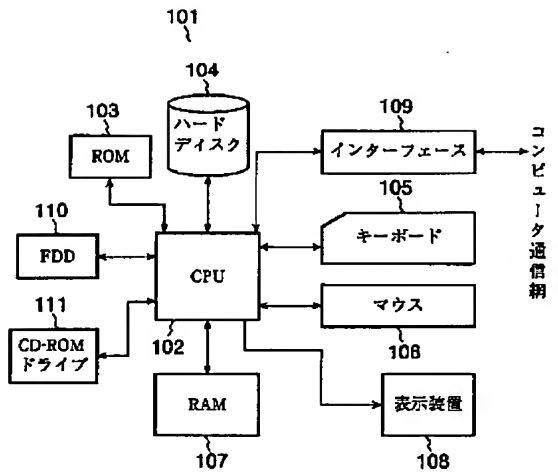 101
104
ハード
ディスク
103
ROM
109
インターフェース
コンピュータ通信網
105
キーボード
110
FDD
CPU
102
111
CD-ROM
ドライブ
マウス
106
RAM
107
表示装置
108